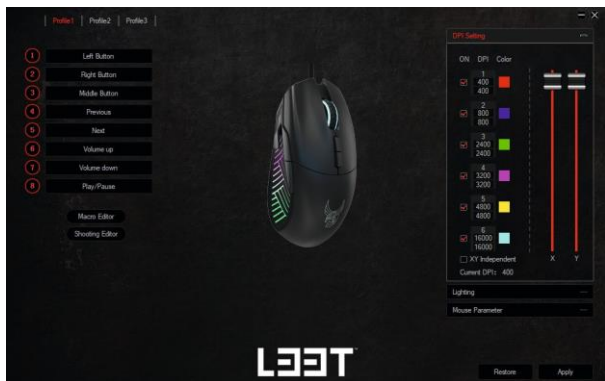 Profile1 | Profile2 | Profile3
1 Left Button
2 Right Button
3 Middle Button
4 Previous
5 Next
6 Volume up
7 Volume down
8 Play/Pause
Macro Editor
Shooting Editor
L33T
DPI Setting
ON DPI Color
1
400
400
2
800
800
3
2400
2400
4
3200
3200
5
4800
4800
6
16000
16000
XY Independent
X Y
Current DPI: 400
Lighting
Mouse Parameter
Restore Apply